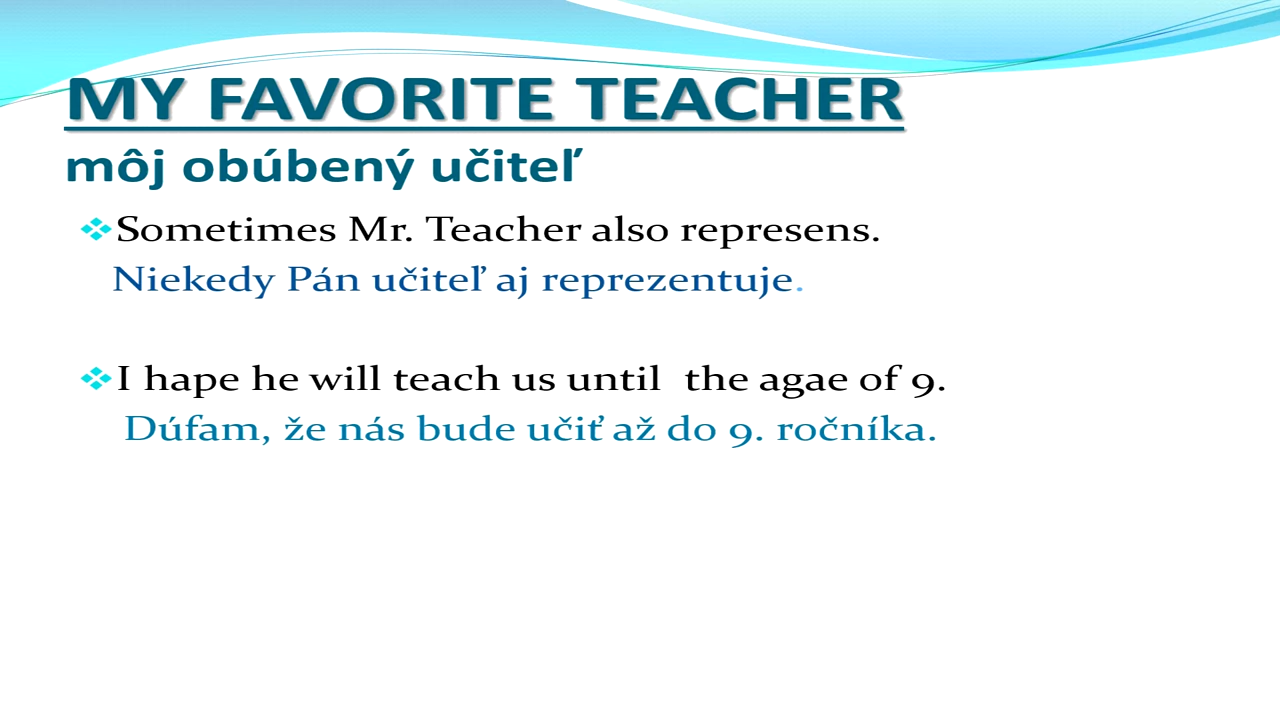 MY FAVORITE TEACHER
môj obúbený učiteľ
Sometimes Mr. Teacher also represens.
Niekedy Pán učiteľ aj reprezentuje.
I hape he will teach us until the agae of 9.
Dúfam, že nás bude učiť až do 9. ročníka.